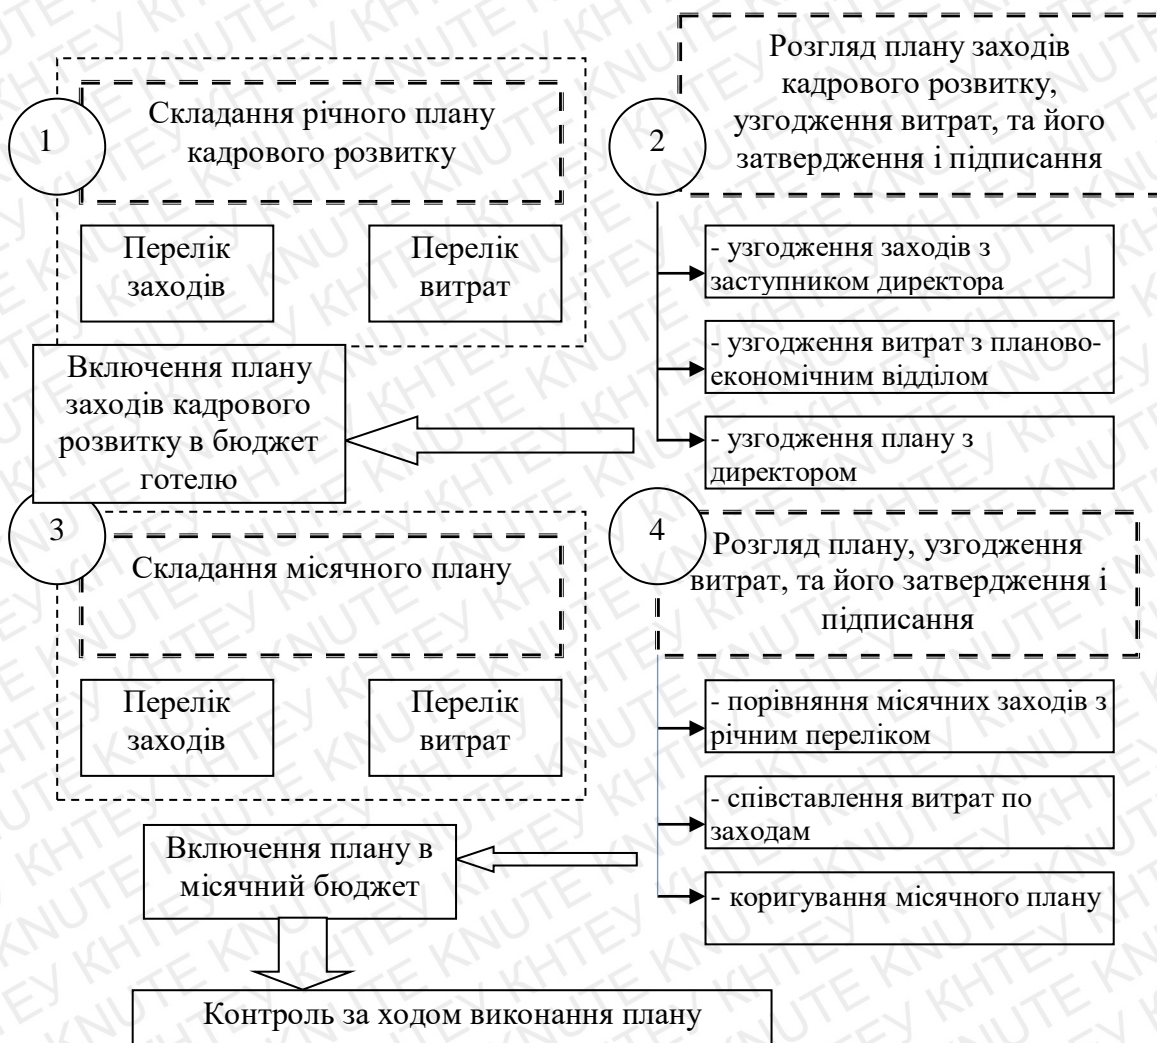 1
Складання річного плану
кадрового розвитку
Перелік
заходів
Перелік
витрат
2
Розгляд плану заходів
кадрового розвитку,
узгодження витрат, та його
затвердження і підписання
- узгодження заходів з
заступником директора
- узгодження витрат з планово-
економічним відділом
- узгодження плану з
директором
Включення плану
заходів кадрового
розвитку в бюджет
готелю
3
Складання місячного плану
Перелік
заходів
Перелік
витрат
4
Розгляд плану, узгодження
витрат, та його затвердження і
підписання
- порівняння місячних заходів з
річним переліком
- співставлення витрат по
заходам
- коригування місячного плану
Включення плану в
місячний бюджет
Контроль за ходом виконання плану